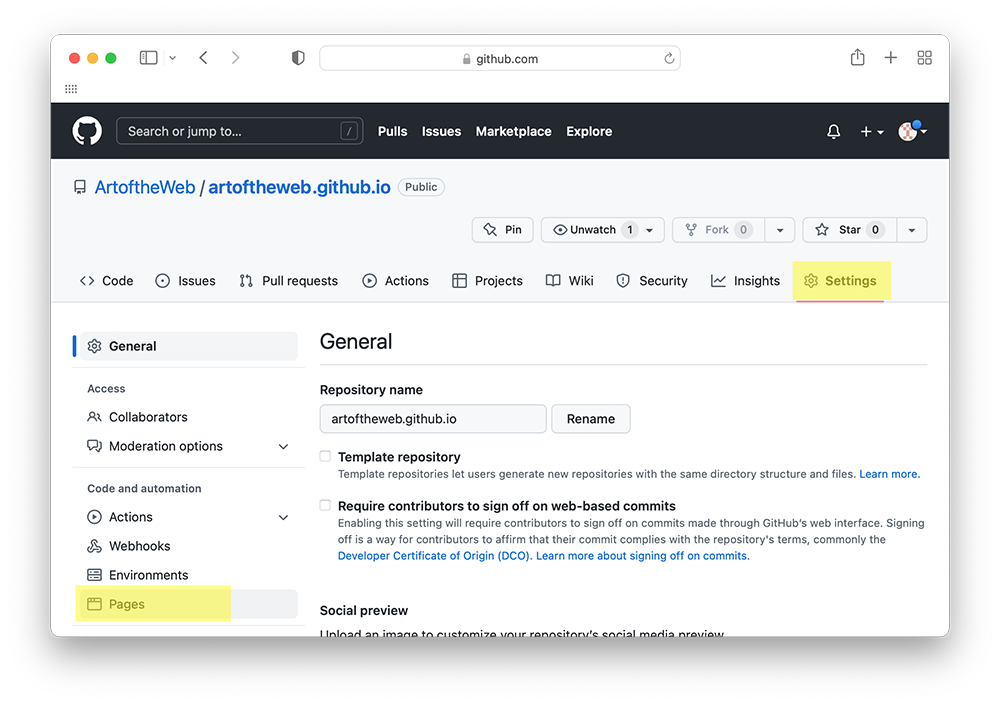 github.com
Search or jump to... /
Pulls Issues Marketplace Explore
ArtoftheWeb / artoftheweb.github.io Public
Pin Unwatch 1 Fork 0 Star 0
Code Issues Pull requests Actions Projects Wiki Security Insights Settings
General
Access
Collaborators
Moderation options
Code and automation
Actions
Webhooks
Environments
Pages
General
Repository name
artoftheweb.github.io Rename
Template repository
Template repositories let users generate new repositories with the same directory structure and files. Learn more.
Require contributors to sign off on web-based commits
Enabling this setting will require contributors to sign off on commits made through GitHub's web interface. Signing
off is a way for contributors to affirm that their commit complies with the repository's terms, commonly the
Developer Certificate of Origin (DCO). Learn more about signing off on commits.
Social preview
Upload an image to customize your repository's social media preview.